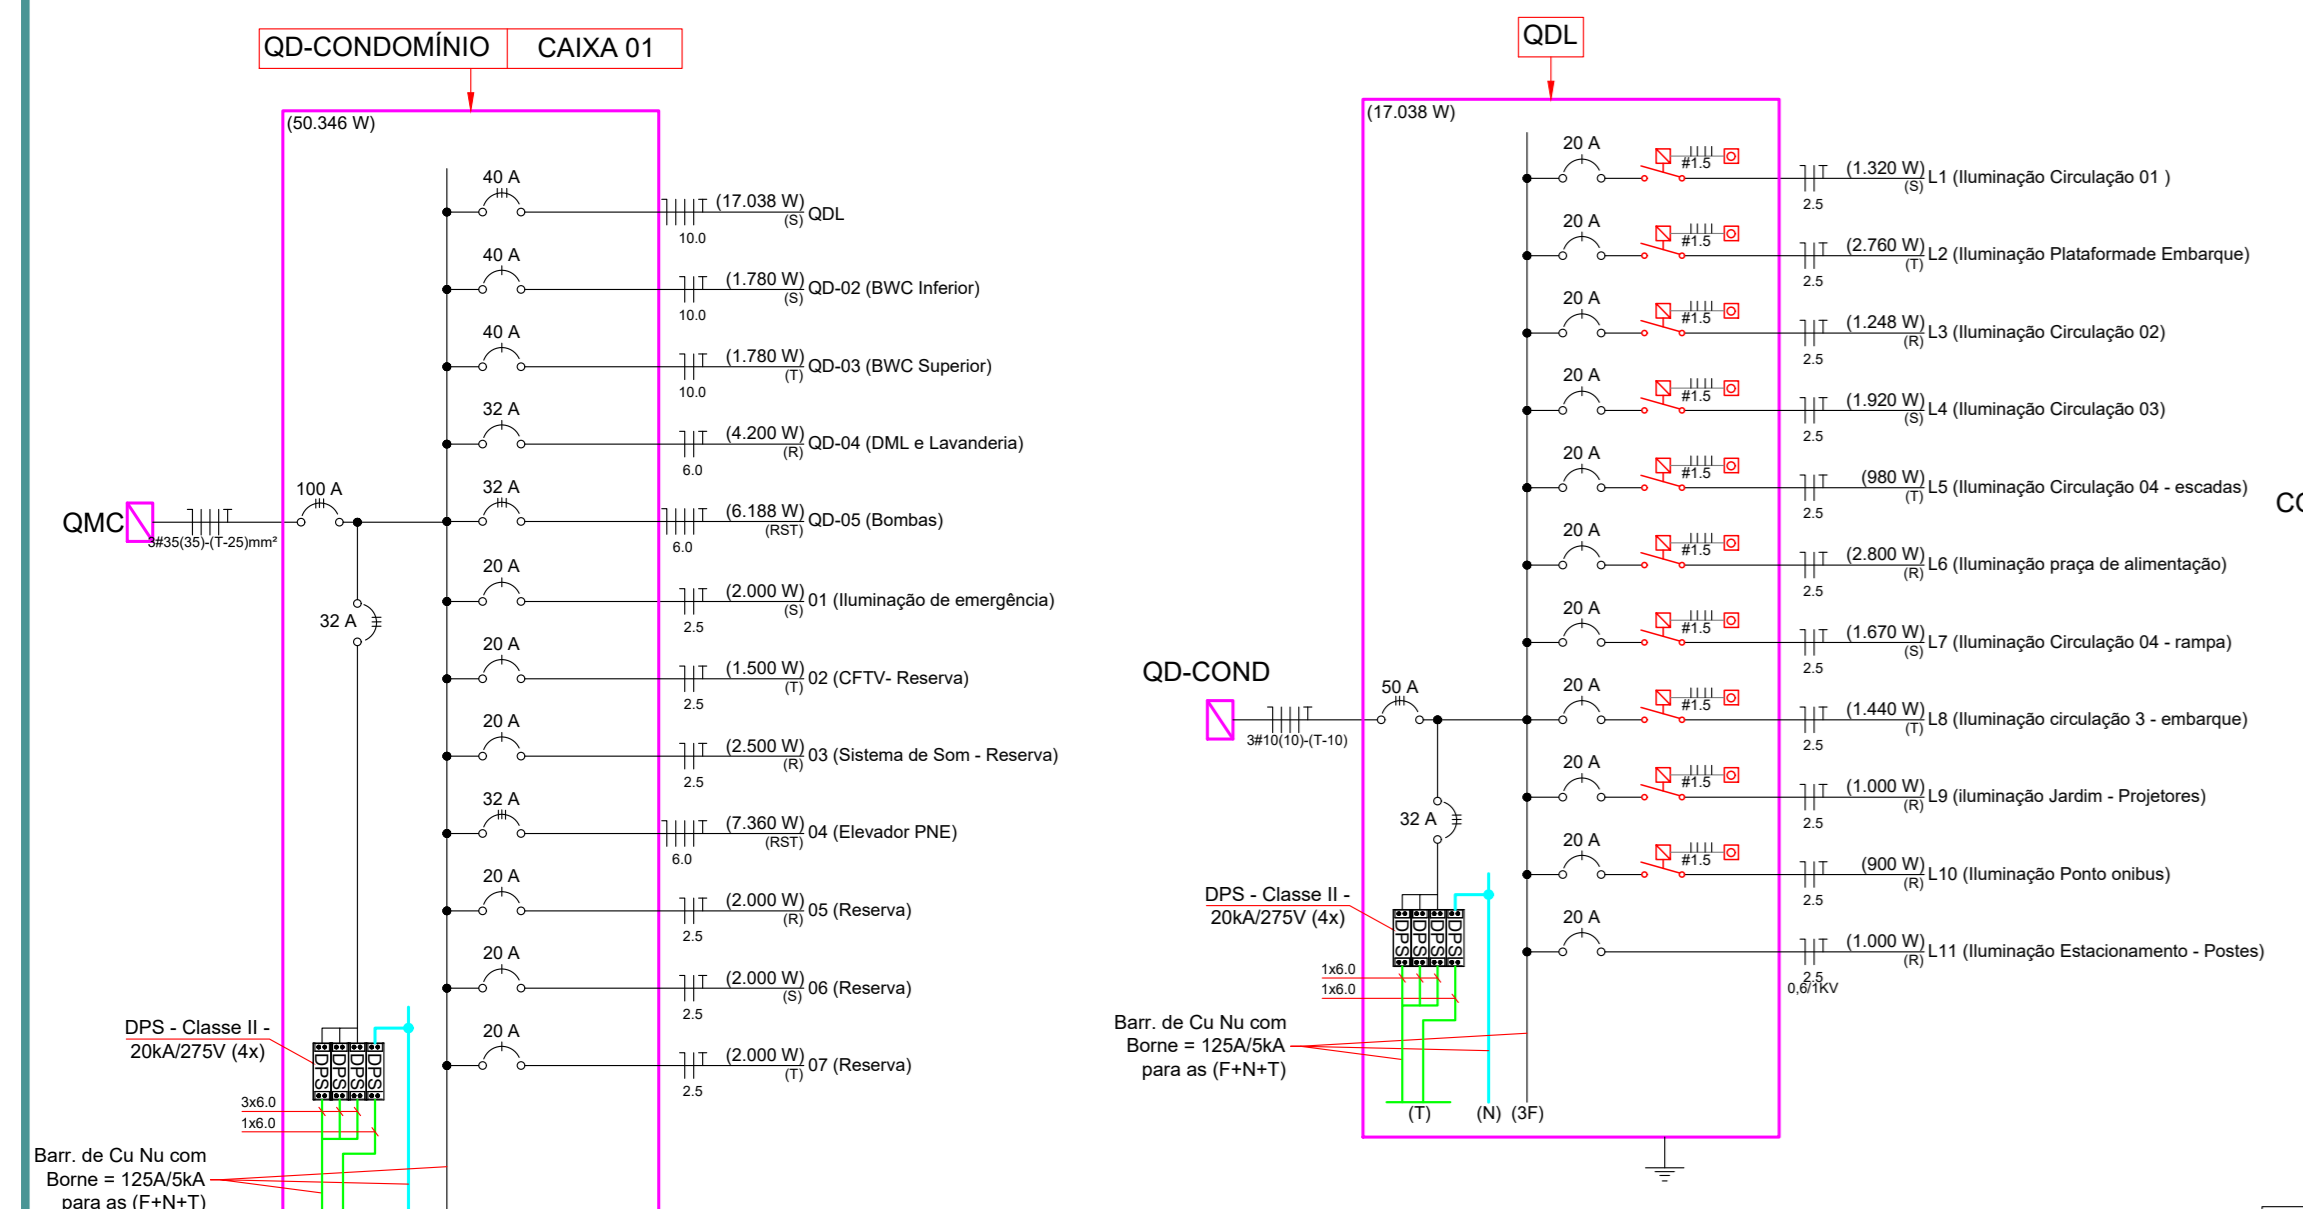 QD-CONDOMÍNIO CAIXA 01
(50.346 W)
40 A
(17.038 W)
(S)
QDL
10.0
40 A
(1.780 W)
(S)
QD-02 (BWC Inferior)
10.0
40 A
(1.780 W)
(T)
QD-03 (BWC Superior)
10.0
32 A
(4.200 W)
(R)
QD-04 (DML e Lavanderia)
6.0
100 A
QMC
3#35(35)-(T-25)mm²
32 A
32 A
(6.188 W)
(RST)
QD-05 (Bombas)
6.0
20 A
(2.000 W)
(S)
01 (Iluminação de emergência)
2.5
20 A
(1.500 W)
(T)
02 (CFTV- Reserva)
2.5
20 A
(2.500 W)
(R)
03 (Sistema de Som - Reserva)
2.5
32 A
(7.360 W)
(RST)
04 (Elevador PNE)
6.0
20 A
(2.000 W)
(R)
05 (Reserva)
2.5
20 A
(2.000 W)
(S)
06 (Reserva)
2.5
20 A
(2.000 W)
(T)
07 (Reserva)
2.5
DPS - Classe II -
20kA/275V (4x)
DPS DPS DPS DPS
3x6.0
1x6.0
Barr. de Cu Nu com
Borne = 125A/5kA
para as (F+N+T)
QDL
(17.038 W)
20 A
#1.5
(1.320 W)
(S)
L1 (Iluminação Circulação 01 )
2.5
20 A
#1.5
(2.760 W)
(T)
L2 (Iluminação Plataformade Embarque)
2.5
20 A
#1.5
(1.248 W)
(R)
L3 (Iluminação Circulação 02)
2.5
20 A
#1.5
(1.920 W)
(S)
L4 (Iluminação Circulação 03)
2.5
20 A
#1.5
(980 W)
(T)
L5 (Iluminação Circulação 04 - escadas)
2.5
20 A
#1.5
(2.800 W)
(R)
L6 (Iluminação praça de alimentação)
2.5
20 A
#1.5
(1.670 W)
(S)
L7 (Iluminação Circulação 04 - rampa)
2.5
QD-COND
3#10(10)-(T-10)
50 A
32 A
20 A
#1.5
(1.440 W)
(T)
L8 (Iluminação circulação 3 - embarque)
2.5
20 A
#1.5
(1.000 W)
(R)
L9 (iluminação Jardim - Projetores)
2.5
20 A
#1.5
(900 W)
(R)
L10 (Iluminação Ponto onibus)
2.5
20 A
(1.000 W)
(R)
L11 (Iluminação Estacionamento - Postes)
2.5
0,6/1KV
DPS - Classe II -
20kA/275V (4x)
DPS DPS DPS DPS
1x6.0
1x6.0
Barr. de Cu Nu com
Borne = 125A/5kA
para as (F+N+T)
(T) (N) (3F)